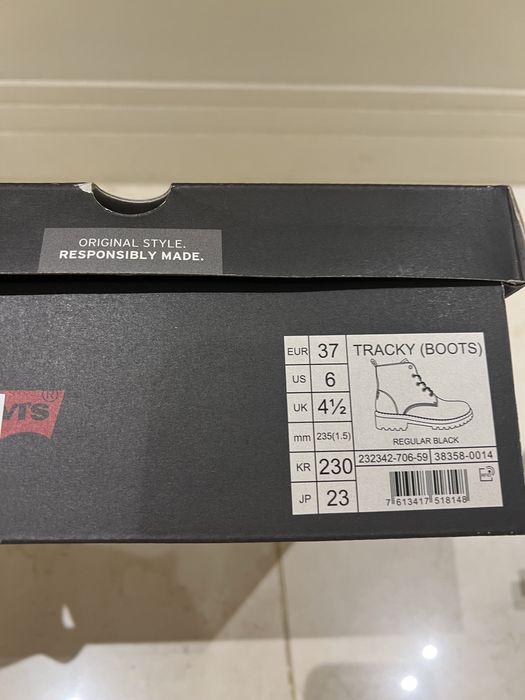 ORIGINAL STYLE.
RESPONSIBLY MADE.
EUR 37
US 6
UK 4½
mm 235(1.5)
KR 230
JP 23
TRACKY (BOOTS)
REGULAR BLACK
232342-706-59 38358-0014
7 613417 518148